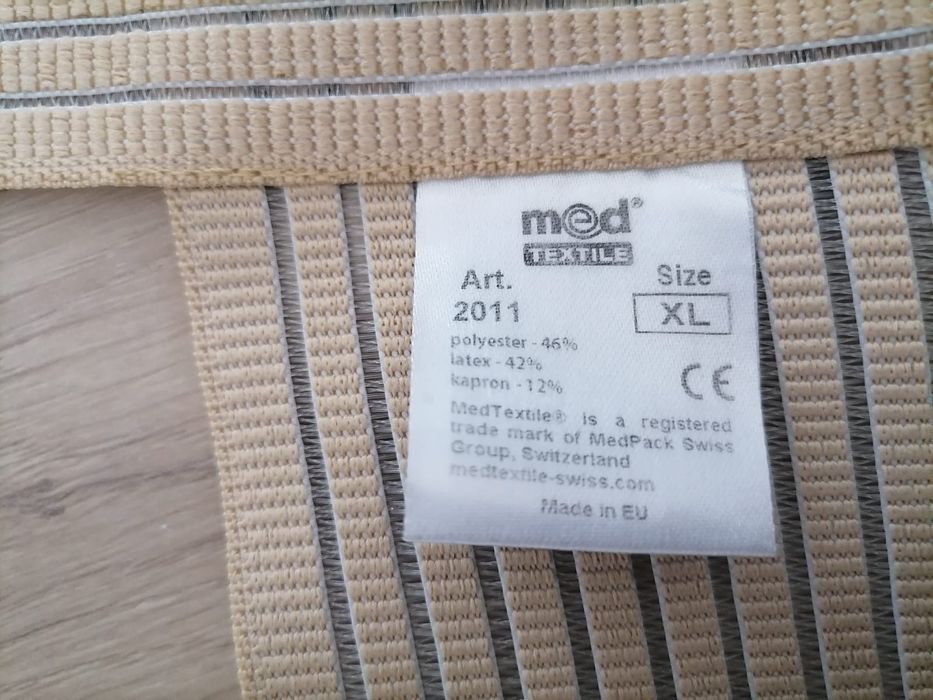 med®
TEXTILE
Art.
2011
Size
XL
polyester - 46%
latex - 42%
kapron - 12%
CE
MedTextile® is a registered
trade mark of MedPack Swiss
Group, Switzerland
medtextile-swiss.com
Made in EU